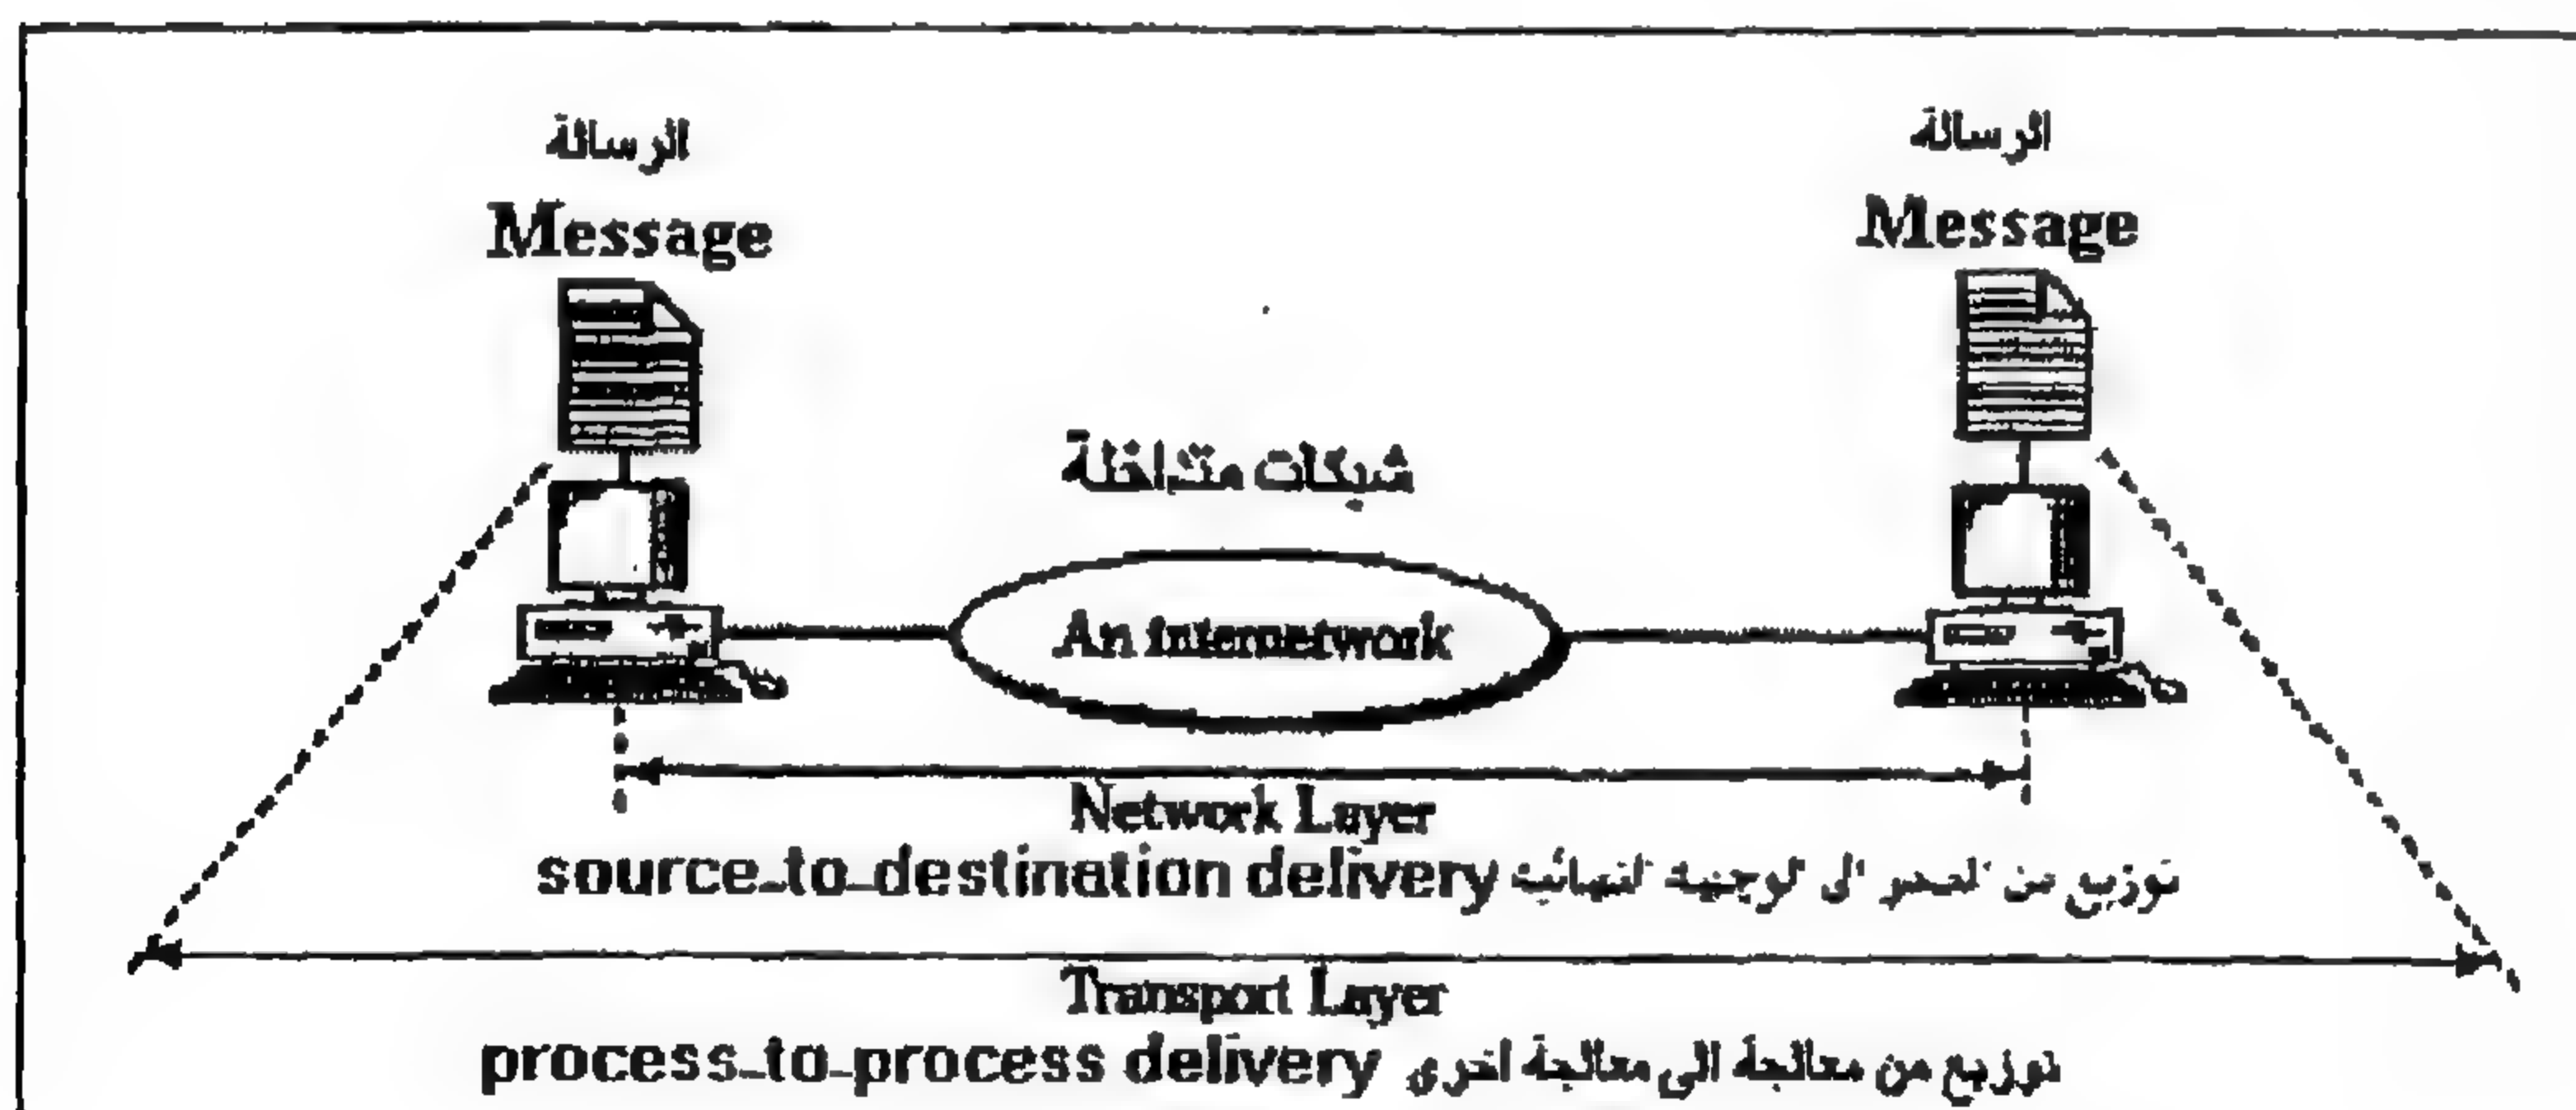 الرسالة
الرسالة
Message
Message
شبكات متداخلة
An Internetwork
Network Layer
source-to-destination delivery توزيع من المصدر الى الوجهة النهائية
Transport Layer
process-to-process delivery توزيع من معالجة الى معالجة اخرى